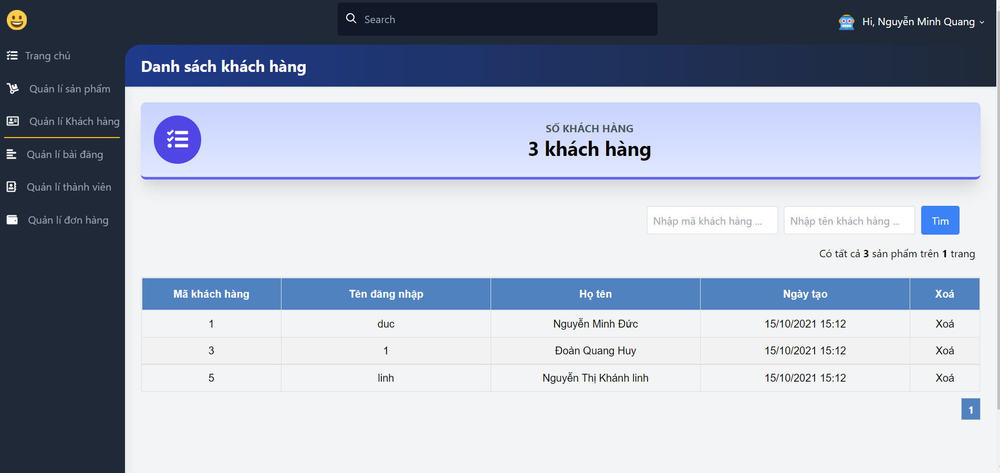 Search
Hi, Nguyễn Minh Quang
Trang chủ
Quản lí sản phẩm
Quản lí Khách hàng
Quản lí bài đăng
Quản lí thành viên
Quản lí đơn hàng
Danh sách khách hàng
SỐ KHÁCH HÀNG
3 khách hàng
Nhập mã khách hàng ... Nhập tên khách hàng ... Tìm
Có tất cả 3 sản phẩm trên 1 trang
Mã khách hàng Tên đăng nhập Họ tên Ngày tạo Xoá
1 duc Nguyễn Minh Đức 15/10/2021 15:12 Xoá
3 1 Đoàn Quang Huy 15/10/2021 15:12 Xoá
5 linh Nguyễn Thị Khánh linh 15/10/2021 15:12 Xoá
1